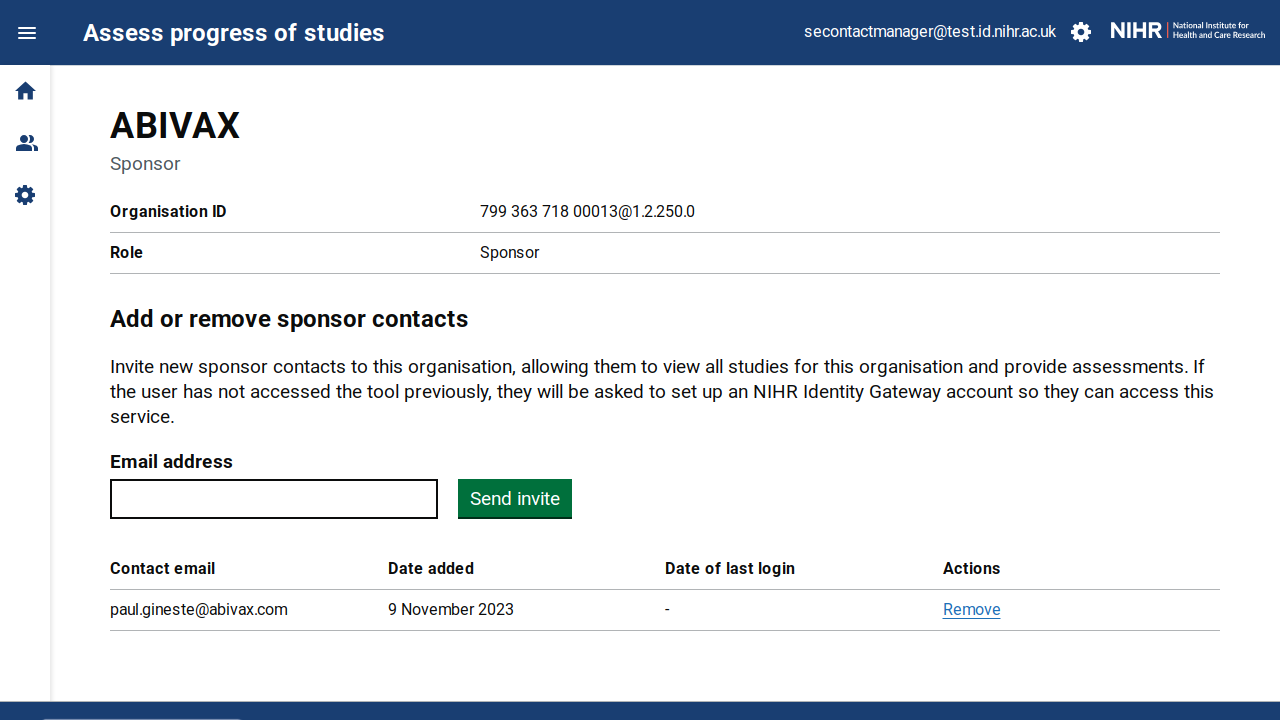 Assess progress of studies
secontactmanager@test.id.nihr.ac.uk
NIHR
National Institute for
Health and Care Research
ABIVAX
Sponsor
Organisation ID 799 363 718 00013@1.2.250.0
Role Sponsor
Add or remove sponsor contacts
Invite new sponsor contacts to this organisation, allowing them to view all studies for this organisation and provide assessments. If
the user has not accessed the tool previously, they will be asked to set up an NIHR Identity Gateway account so they can access this
service.
Email address
Send invite
Contact email Date added Date of last login Actions
paul.gineste@abivax.com 9 November 2023 - Remove